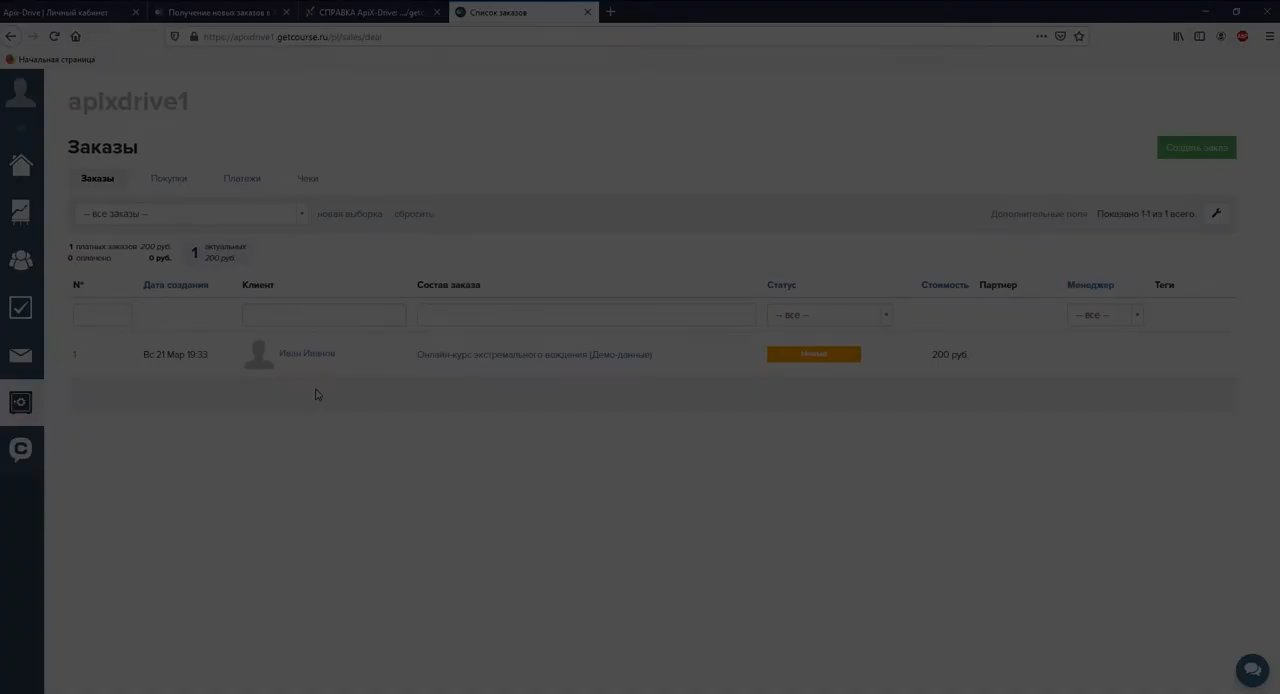 Apix-Drive | Личный кабинет
Получение новых заказов в
СПРАВКА ApiX-Drive: .../getc
Список заказов
https://apixdrive1.getcourse.ru/pl/sales/deal
Начальная страница
apixdrive1
Заказы
Создать заказ
Заказы
Покупки
Платежи
Чеки
-- все заказы --
новая выборка
сбросить
Дополнительные поля
Показано 1-1 из 1 всего.
1 платных заказов 200 руб.
0 оплачено. 0 руб.
1 актуальных
200 руб.
№
Дата создания
Клиент
Состав заказа
Статус
Стоимость
Партнер
Менеджер
Теги
-- все --
-- все --
1
Вс 21 Мар 19:33
Иван Иванов
Онлайн-курс экстремального вождения (Демо-данные)
Новый
200 руб.